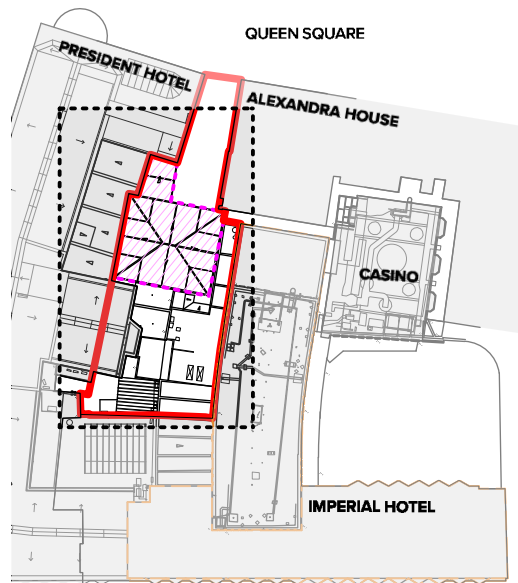 QUEEN SQUARE
PRESIDENT HOTEL
ALEXANDRA HOUSE
CASINO
IMPERIAL HOTEL